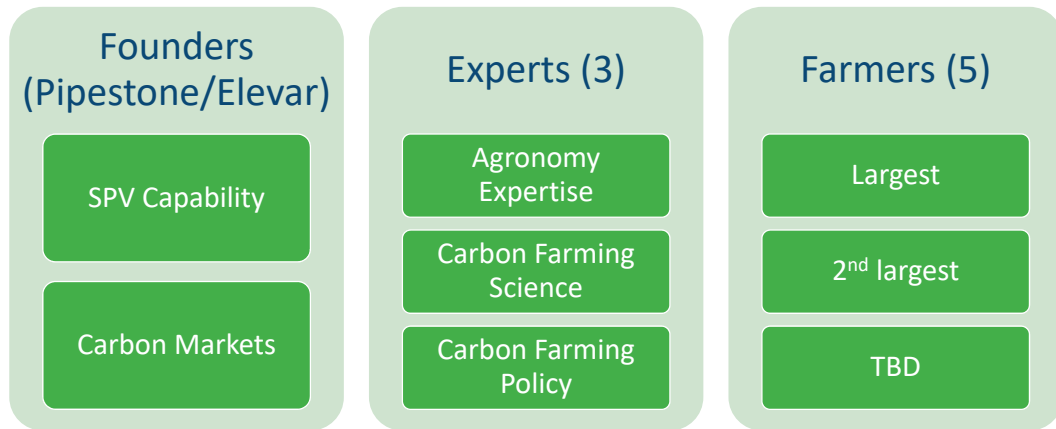 Founders
(Pipestone/Elevar)
SPV Capability
Carbon Markets
Experts (3)
Agronomy
Expertise
Carbon Farming
Science
Carbon Farming
Policy
Farmers (5)
Largest
2nd largest
TBD